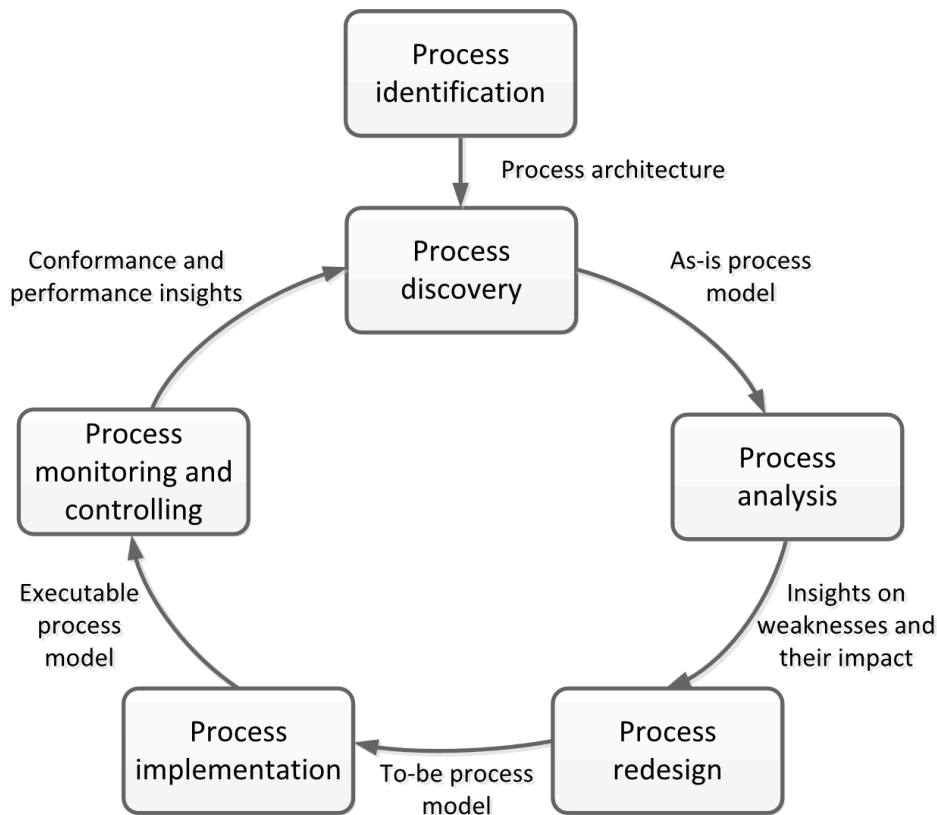 Process
identification
Process architecture
Process
discovery
Conformance and
performance insights
As-is process
model
Process
monitoring and
controlling
Process
analysis
Executable
process
model
Insights on
weaknesses and
their impact
Process
implementation
To-be process
model
Process
redesign